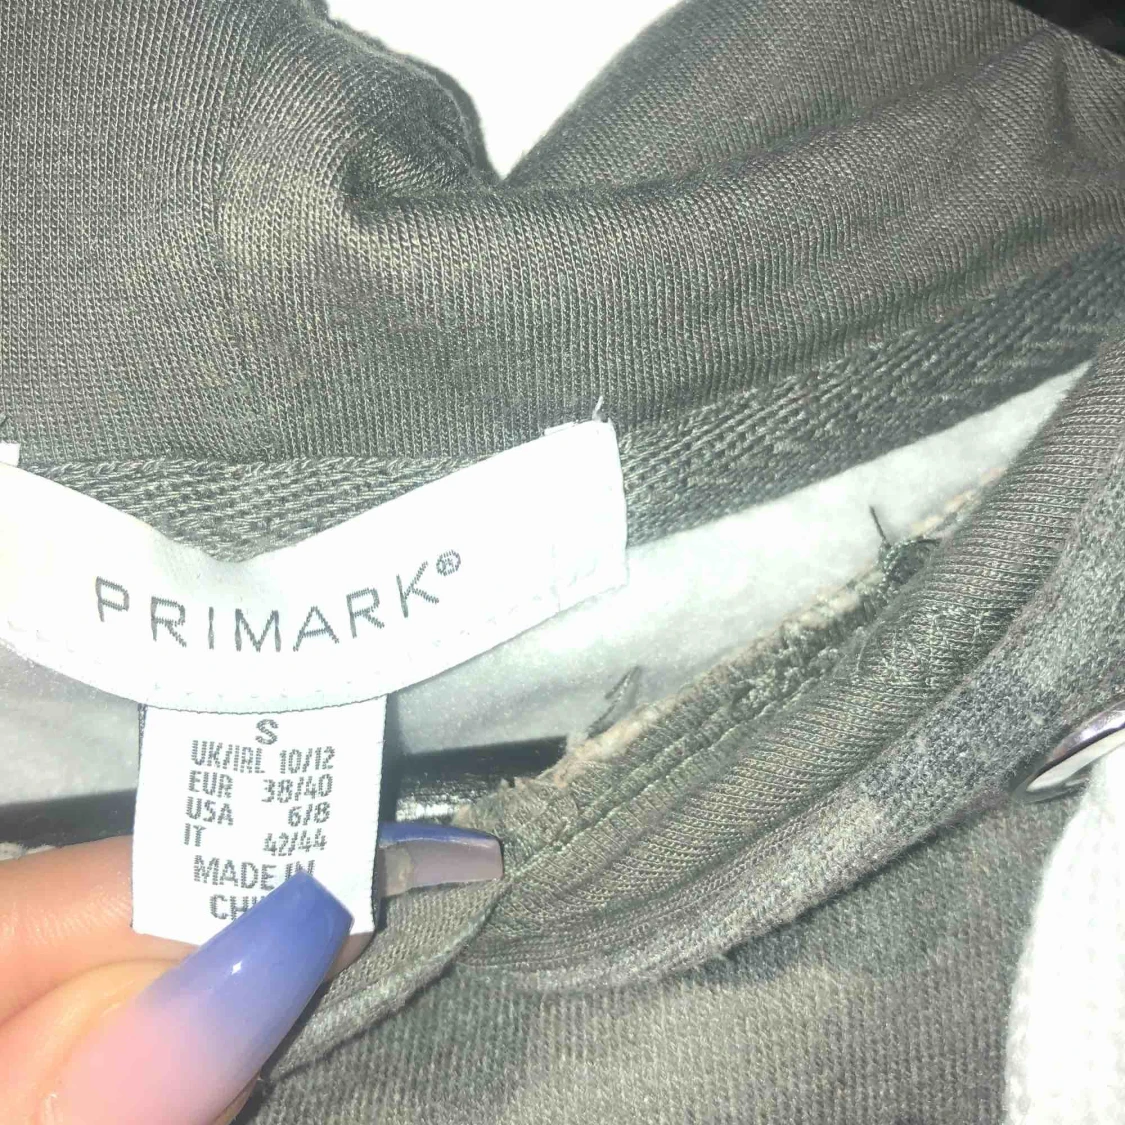 PRIMARK®
S
UK/IRL 10/12
EUR 38/40
USA 6/8
IT 42/44
MADE IN